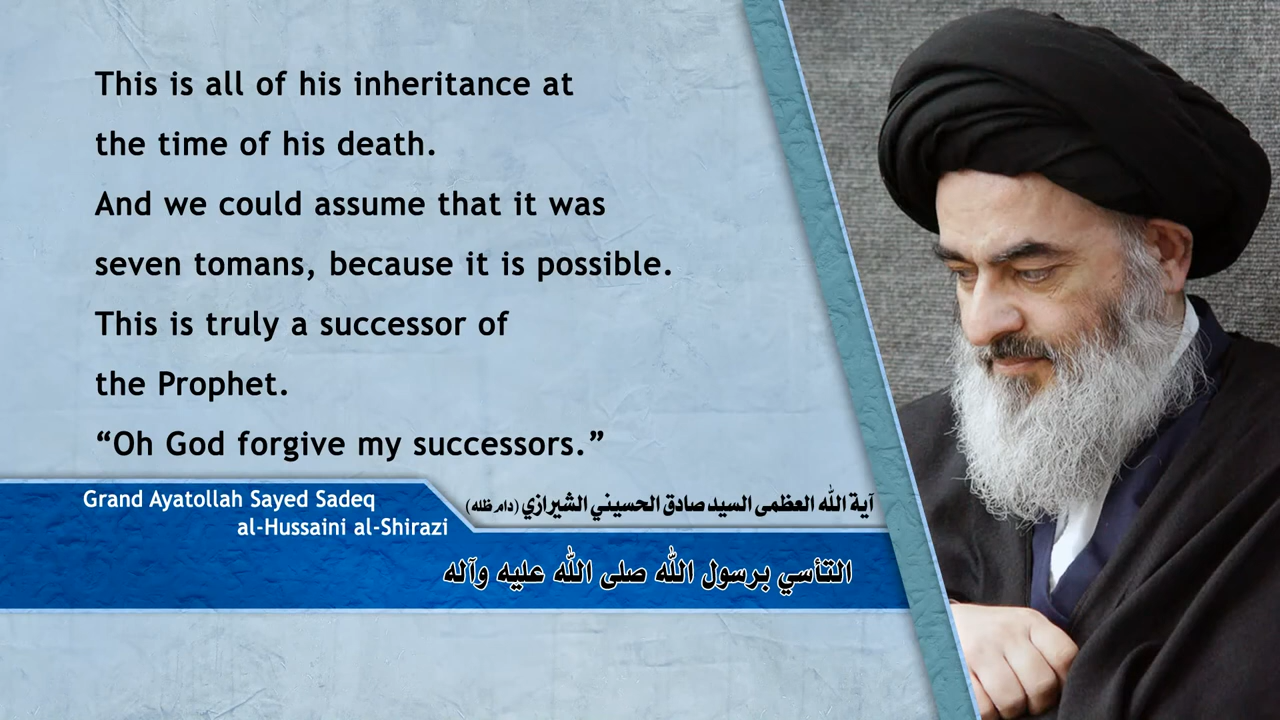 This is all of his inheritance at
the time of his death.
And we could assume that it was
seven tomans, because it is possible.
This is truly a successor of
the Prophet.
“Oh God forgive my successors.”
Grand Ayatollah Sayed Sadeq
al-Hussaini al-Shirazi
آية الله العظمى السيد صادق الحسيني الشيرازي (دام ظله)
التأسي برسول الله صلى الله عليه وآله